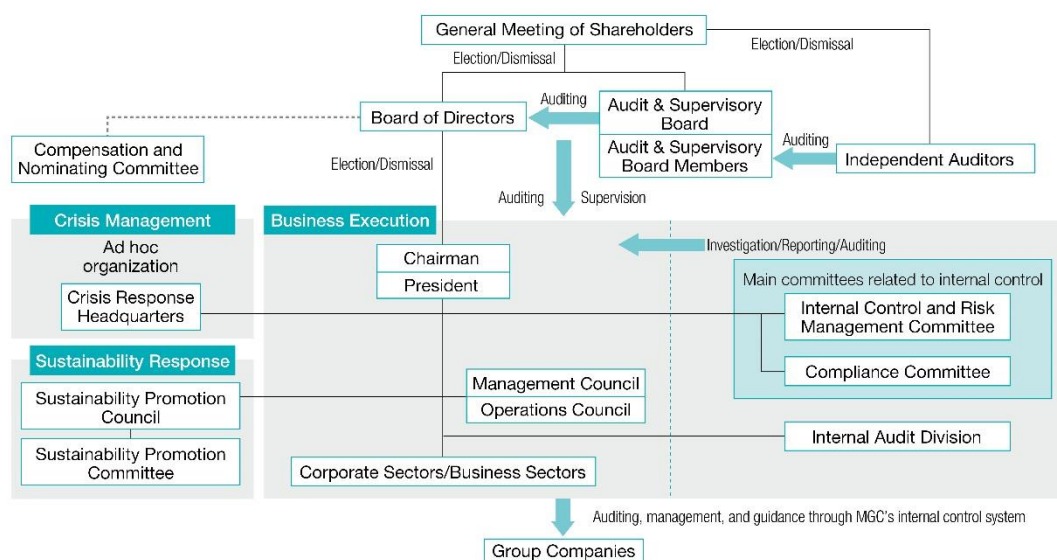 General Meeting of Shareholders
Election/Dismissal
Election/Dismissal
Auditing
Board of Directors
Audit & Supervisory
Board
Audit & Supervisory
Board Members
Auditing
Independent Auditors
Compensation and
Nominating Committee
Election/Dismissal
Auditing
Supervision
Crisis Management
Ad hoc
organization
Crisis Response
Headquarters
Business Execution
Chairman
President
Investigation/Reporting/Auditing
Main committees related to internal control
Internal Control and Risk
Management Committee
Compliance Committee
Sustainability Response
Sustainability Promotion
Council
Sustainability Promotion
Committee
Management Council
Operations Council
Internal Audit Division
Corporate Sectors/Business Sectors
Auditing, management, and guidance through MGC's internal control system
Group Companies